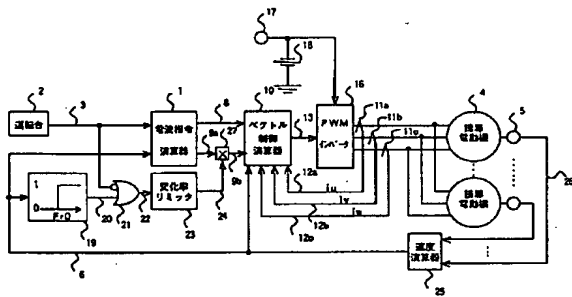 17
18
2
運転台
3
1
電流指令
演算器
8
9a
27
9b
10
ベクトル
制御
演算器
13
16
PWM
インバータ
11a
11b
11c
4
誘導
電動機
5
12a
iu
iv
iw
12b
12c
1
0
Fr0
19
20
21
22
変化率
リミッタ
23
24
誘導
電動機
26
速度
演算器
25
6